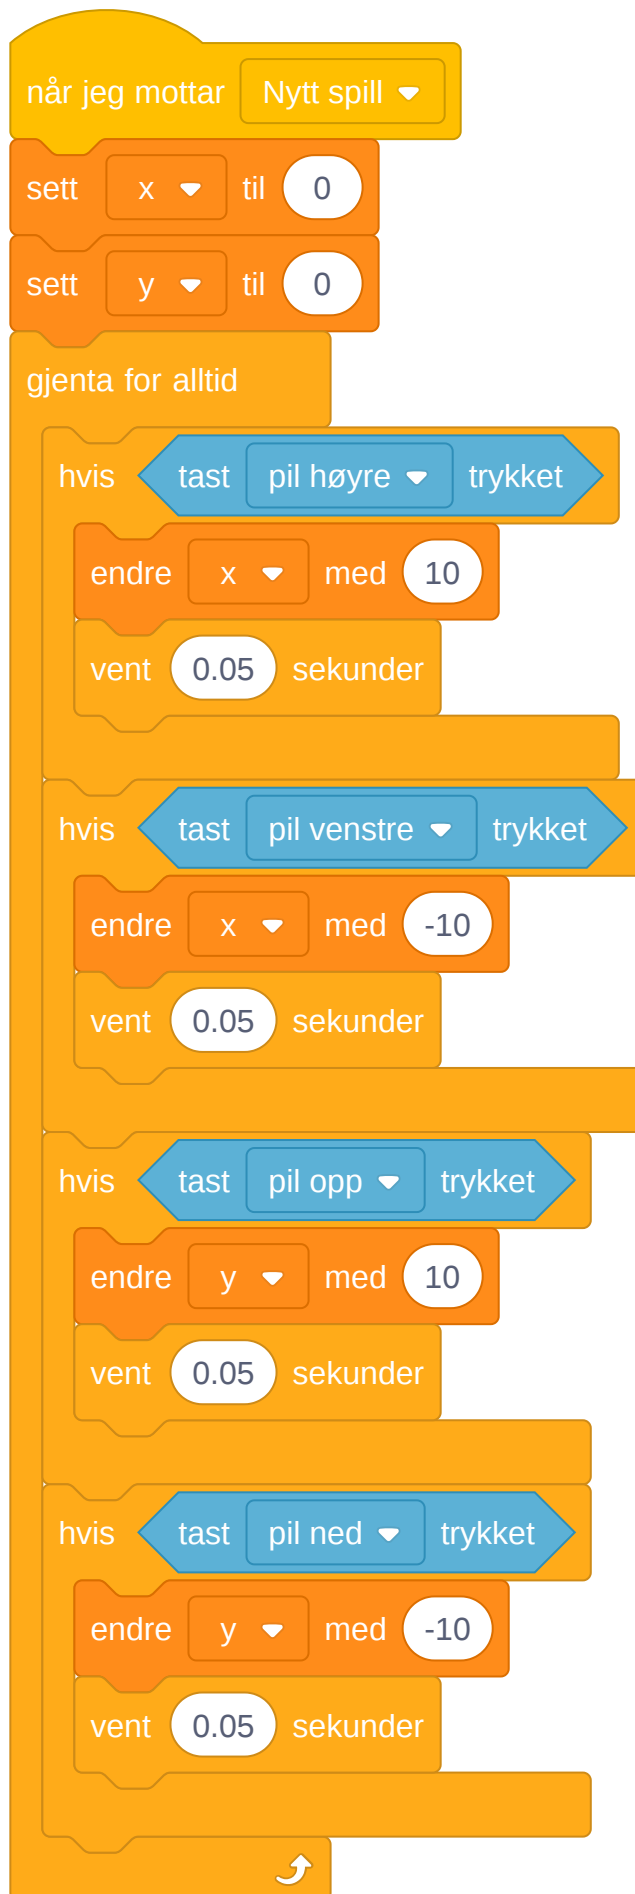 når jeg mottar Nytt spill
sett x til 0
sett y til 0
gjenta for alltid
hvis tast pil høyre trykket
endre x med 10
vent 0.05 sekunder
hvis tast pil venstre trykket
endre x med -10
vent 0.05 sekunder
hvis tast pil opp trykket
endre y med 10
vent 0.05 sekunder
hvis tast pil ned trykket
endre y med -10
vent 0.05 sekunder